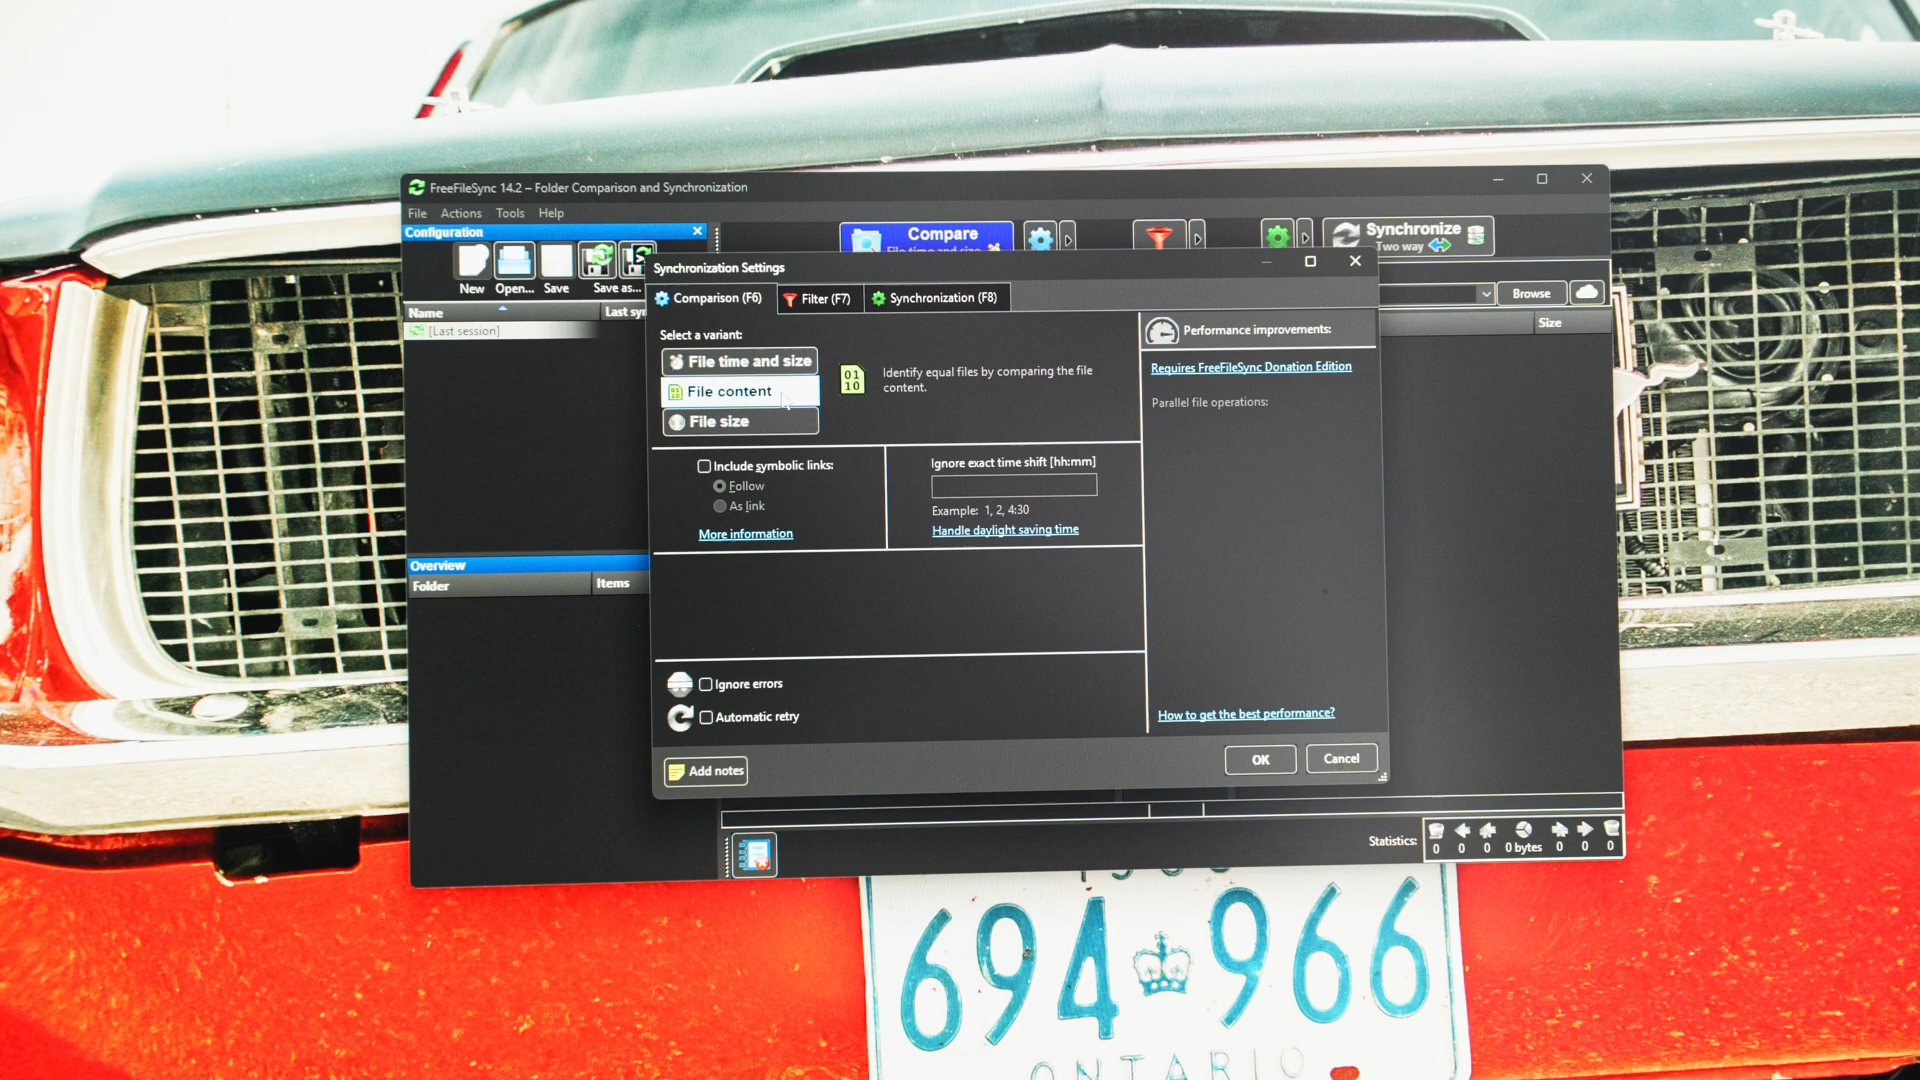 FreeFileSync 14.2 – Folder Comparison and Synchronization
File Actions Tools Help
Configuration
New Open... Save Save as...
Name Last
[Last session]
Overview
Folder Items
Compare
File time and size
Synchronize
Two way
Browse
Size
Synchronization Settings
Comparison (F6) Filter (F7) Synchronization (F8)
Select a variant:
File time and size
File content
File size
Identify equal files by comparing the file
content.
Include symbolic links:
Follow
As link
More information
Ignore exact time shift [hh:mm]
Example: 1, 2, 4:30
Handle daylight saving time
Ignore errors
Automatic retry
Performance improvements:
Requires FreeFileSync Donation Edition
Parallel file operations:
How to get the best performance?
Add notes
OK Cancel
Statistics: 0 0 0 0 bytes 0 0 0
694 966
ONTARIO